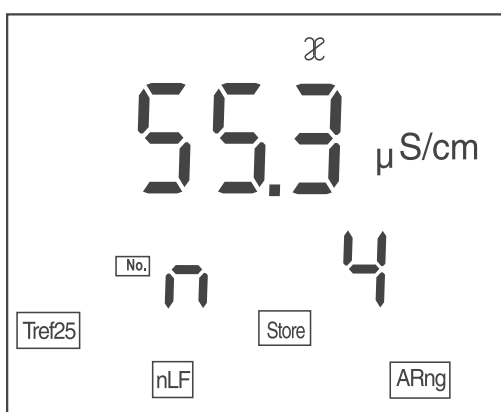 ϰ
55.3 µS/cm
No. n 4
Tref25 Store
nLF ARng